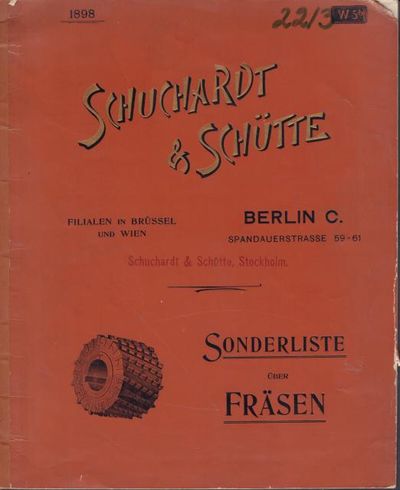 1898
2213
W 5b
SCHUCHARDT
& SCHÜTTE
FILIALEN IN BRÜSSEL
UND WIEN
BERLIN C.
SPANDAUERSTRASSE 59-61
Schuchardt & Schütte, Stockholm.
SONDERLISTE
ÜBER
FRÄSEN